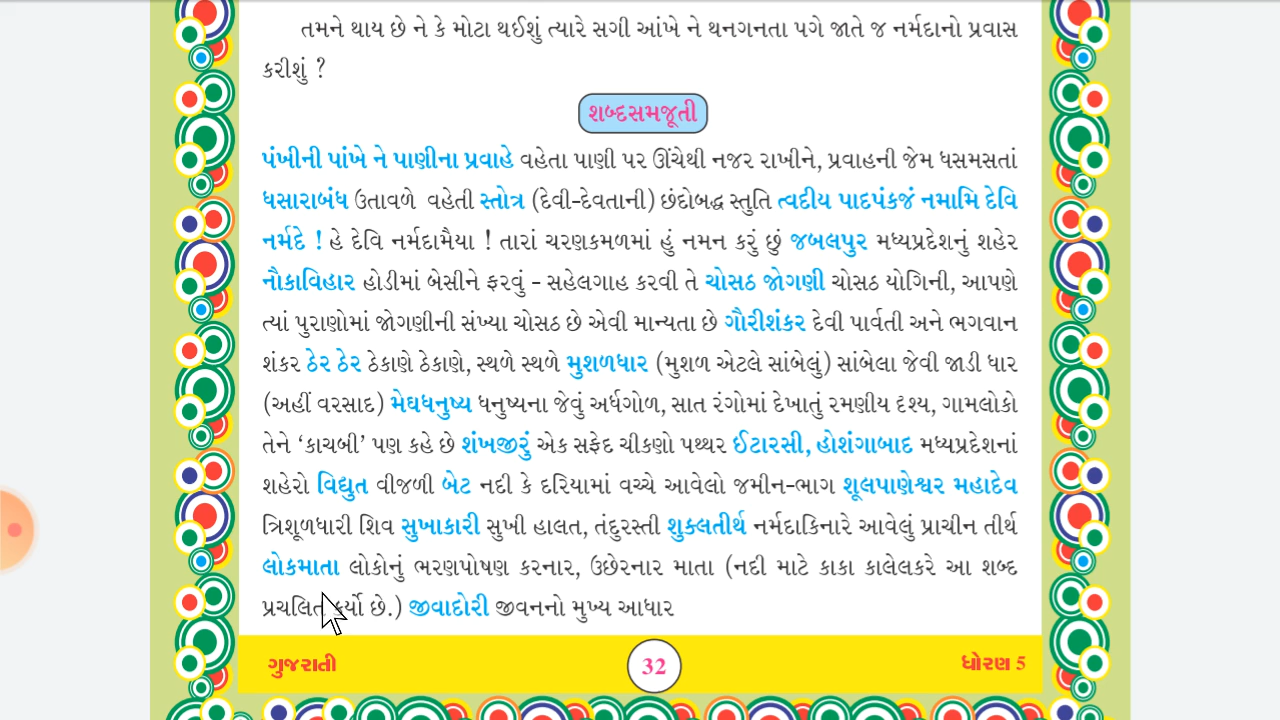 તમને થાય છે ને કે મોટા થઈશું ત્યારે સગી આંખે ને થનગનતા પગે જાતે જ નર્મદાનો પ્રવાસ
કરીશું ?
શબ્દસમજૂતી
પંખીની પાંખે ને પાણીના પ્રવાહે વહેતા પાણી પર ઊંચેથી નજર રાખીને, પ્રવાહની જેમ ધસમસતાં
ધસારાબંધ ઉતાવળે વહેતી સ્તોત્ર (દેવી-દેવતાની) છંદોબદ્ધ સ્તુતિ ત્વદીય પાદપંકજં નમામિ દેવિ
નર્મદે ! હે દેવિ નર્મદામૈયા ! તારાં ચરણકમળમાં હું નમન કરું છું જબલપુર મધ્યપ્રદેશનું શહેર
નૌકાવિહાર હોડીમાં બેસીને ફરવું - સહેલગાહ કરવી તે ચોસઠ જોગણી ચોસઠ યોગિની, આપણે
ત્યાં પુરાણોમાં જોગણીની સંખ્યા ચોસઠ છે એવી માન્યતા છે ગૌરીશંકર દેવી પાર્વતી અને ભગવાન
શંકર ઠેર ઠેર ઠેકાણે ઠેકાણે, સ્થળે સ્થળે મુશળધાર (મુશળ એટલે સાંબેલું) સાંબેલા જેવી જાડી ધાર
(અહીં વરસાદ) મેઘધનુષ્ય ધનુષ્યના જેવું અર્ધગોળ, સાત રંગોમાં દેખાતું રમણીય દૃશ્ય, ગામલોકો
તેને ‘કાચબી’ પણ કહે છે શંખજીરું એક સફેદ ચીકણો પથ્થર ઈટારસી, હોશંગાબાદ મધ્યપ્રદેશનાં
શહેરો વિદ્યુત વીજળી બેટ નદી કે દરિયામાં વચ્ચે આવેલો જમીન-ભાગ શૂલપાણેશ્વર મહાદેવ
ત્રિશૂળધારી શિવ સુખાકારી સુખી હાલત, તંદુરસ્તી શુક્લતીર્થ નર્મદાકિનારે આવેલું પ્રાચીન તીર્થ
લોકમાતા લોકોનું ભરણપોષણ કરનાર, ઉછેરનાર માતા (નદી માટે કાકા કાલેલકરે આ શબ્દ
પ્રચલિત કર્યો છે.) જીવાદોરી જીવનનો મુખ્ય આધાર
ગુજરાતી 32 ધોરણ 5